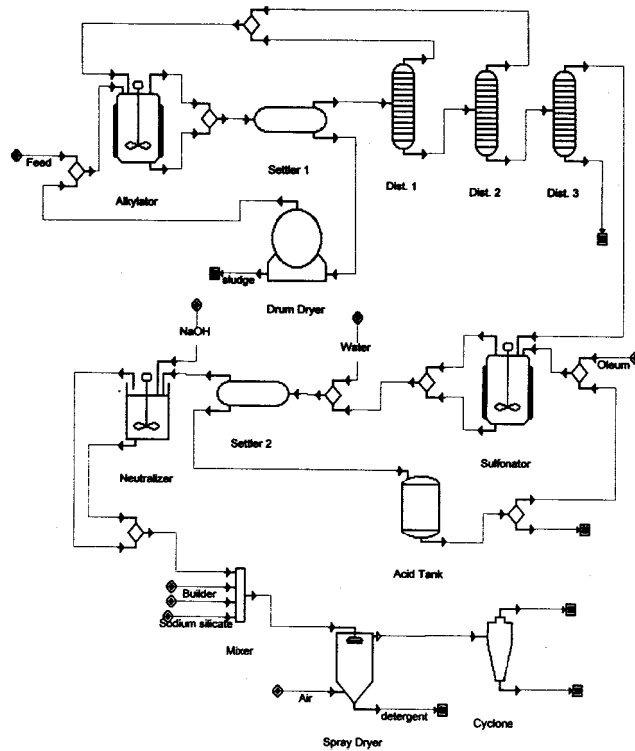 Feed
Alkylator
Settler 1
Dist. 1
Dist. 2
Dist. 3
sludge
Drum Dryer
NaOH
Water
Oleum
Neutralizer
Settler 2
Sulfonator
Acid Tank
Builder
Sodium silicate
Mixer
Air
detergent
Spray Dryer
Cyclone